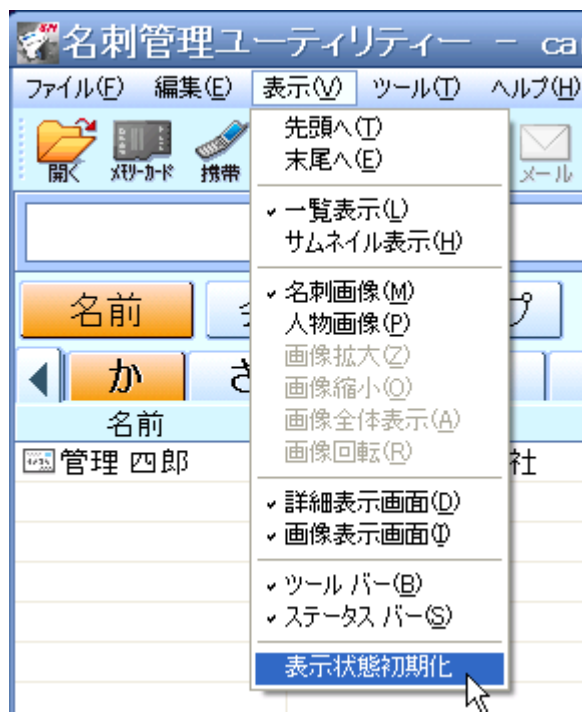 名刺管理ユーティリティー - ca
ファイル(F) 編集(E) 表示(V) ツール(T) ヘルプ(H)
開く メモリーカード 携帯 メール
先頭へ(T)
末尾へ(E)
一覧表示(L)
サムネイル表示(H)
名刺画像(M)
人物画像(P)
画像拡大(Z)
画像縮小(O)
画像全体表示(A)
画像回転(R)
詳細表示画面(D)
画像表示画面(I)
ツール バー(B)
ステータス バー(S)
表示状態初期化
名前 プ
か さ
名前
管理 四郎 社